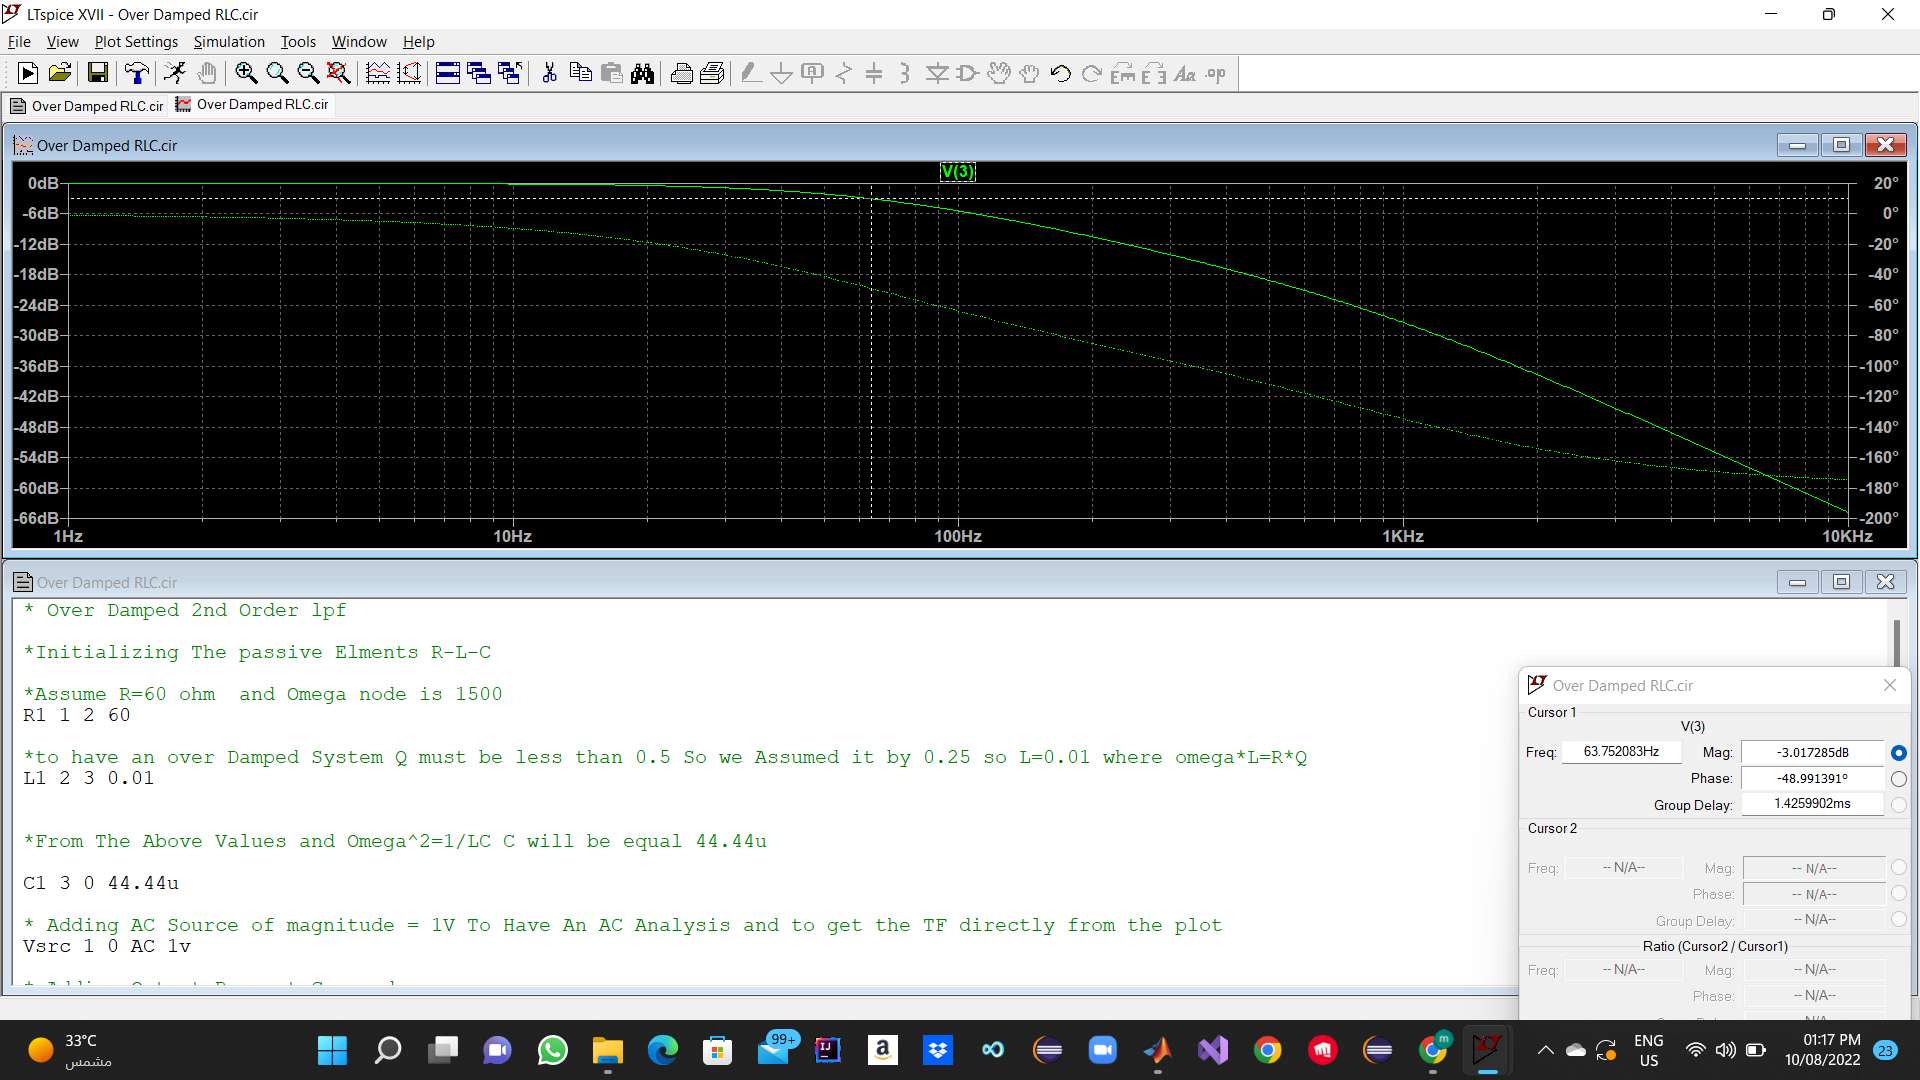 LTspice XVII - Over Damped RLC.cir
File View Plot Settings Simulation Tools Window Help
Over Damped RLC.cir Over Damped RLC.cir
Over Damped RLC.cir
V(3)
0dB 20°
-6dB 0°
-12dB -20°
-18dB -40°
-24dB -60°
-30dB -80°
-36dB -100°
-42dB -120°
-48dB -140°
-54dB -160°
-60dB -180°
-66dB -200°
1Hz 10Hz 100Hz 1KHz 10KHz
Over Damped RLC.cir
* Over Damped 2nd Order lpf
*Initializing The passive Elments R-L-C
*Assume R=60 ohm  and Omega node is 1500
R1 1 2 60
*to have an over Damped System Q must be less than 0.5 So we Assumed it by 0.25 so L=0.01 where omega*L=R*Q
L1 2 3 0.01
*From The Above Values and Omega^2=1/LC C will be equal 44.44u
C1 3 0 44.44u
* Adding AC Source of magnitude = 1V To Have An AC Analysis and to get the TF directly from the plot
Vsrc 1 0 AC 1v
Over Damped RLC.cir
Cursor 1
V(3)
Freq: 63.752083Hz Mag: -3.017285dB
Phase: -48.991391°
Group Delay: 1.4259902ms
Cursor 2
Freq: -- N/A-- Mag: -- N/A--
Phase: -- N/A--
Group Delay: -- N/A--
Ratio (Cursor2 / Cursor1)
Freq: -- N/A-- Mag: -- N/A--
Phase: -- N/A--
33°C
مشمس
99+
ENG
US
01:17 PM
10/08/2022
23